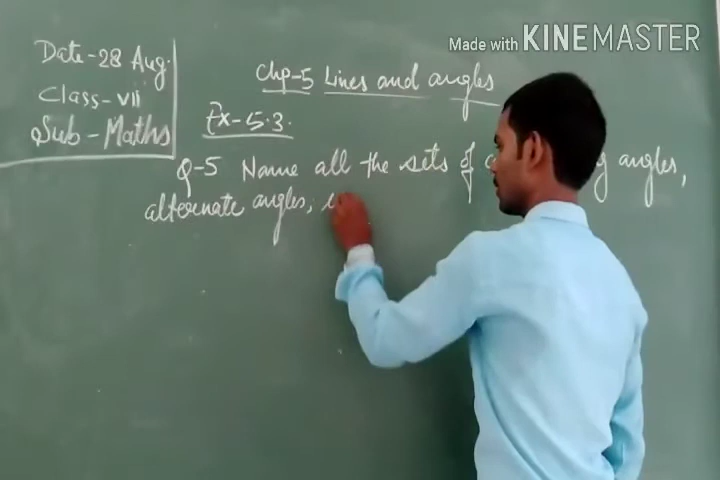 Made with KINEMASTER
Date-28 Aug.
Class-VII
Sub-Maths
Chp-5 Lines and angles
Ex-5.3.
Q-5 Name all the sets of angles,
alternate angles,